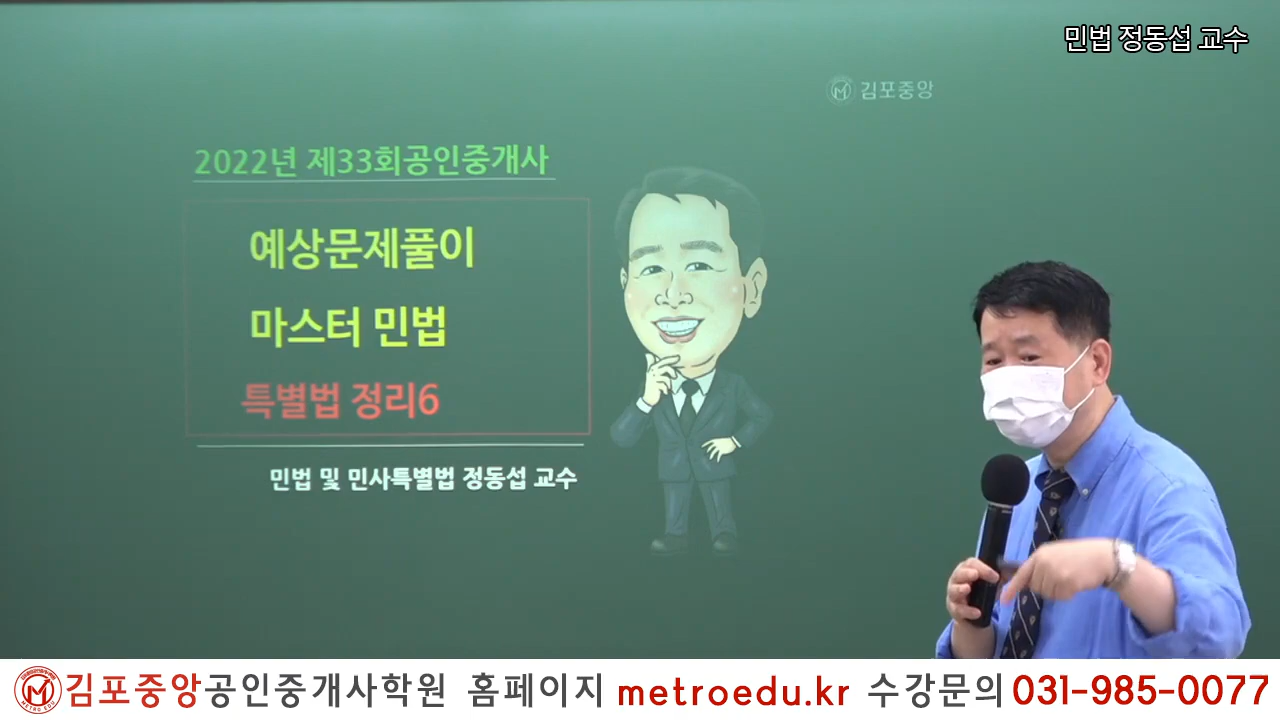 민법 정동섭 교수
김포중앙
2022년 제33회공인중개사
예상문제풀이
마스터 민법
특별법 정리6
민법 및 민사특별법 정동섭 교수
METRO EDU 김포중앙공인중개사학원 홈페이지 metroedu.kr 수강문의 031-985-0077